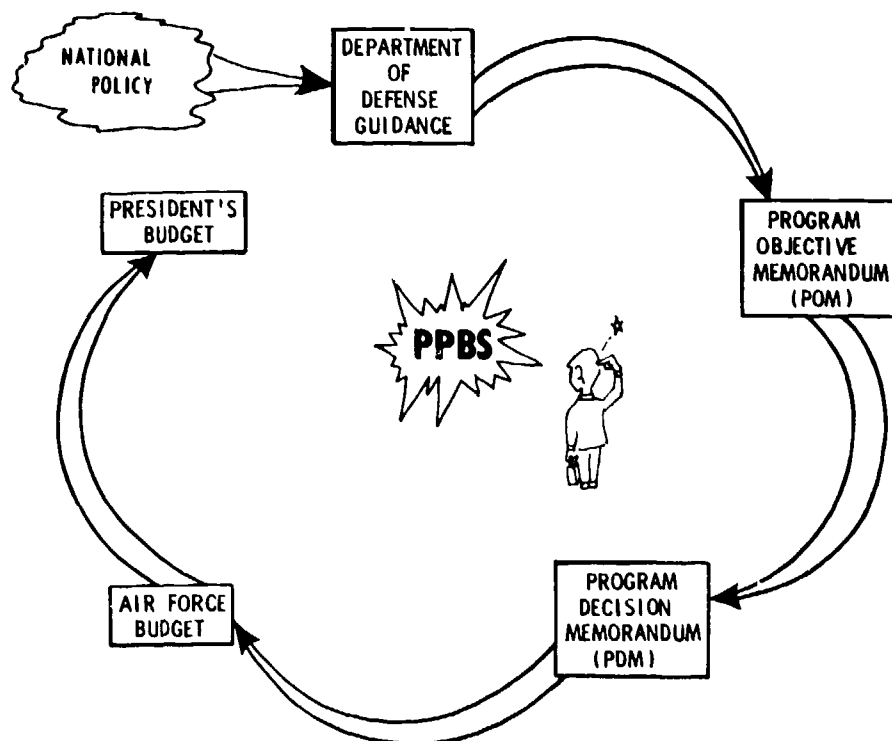 NATIONAL
POLICY
DEPARTMENT
OF
DEFENSE
GUIDANCE
PROGRAM
OBJECTIVE
MEMORANDUM
(POM)
PRESIDENT'S
BUDGET
PPBS
PROGRAM
DECISION
MEMORANDUM
(PDM)
AIR FORCE
BUDGET